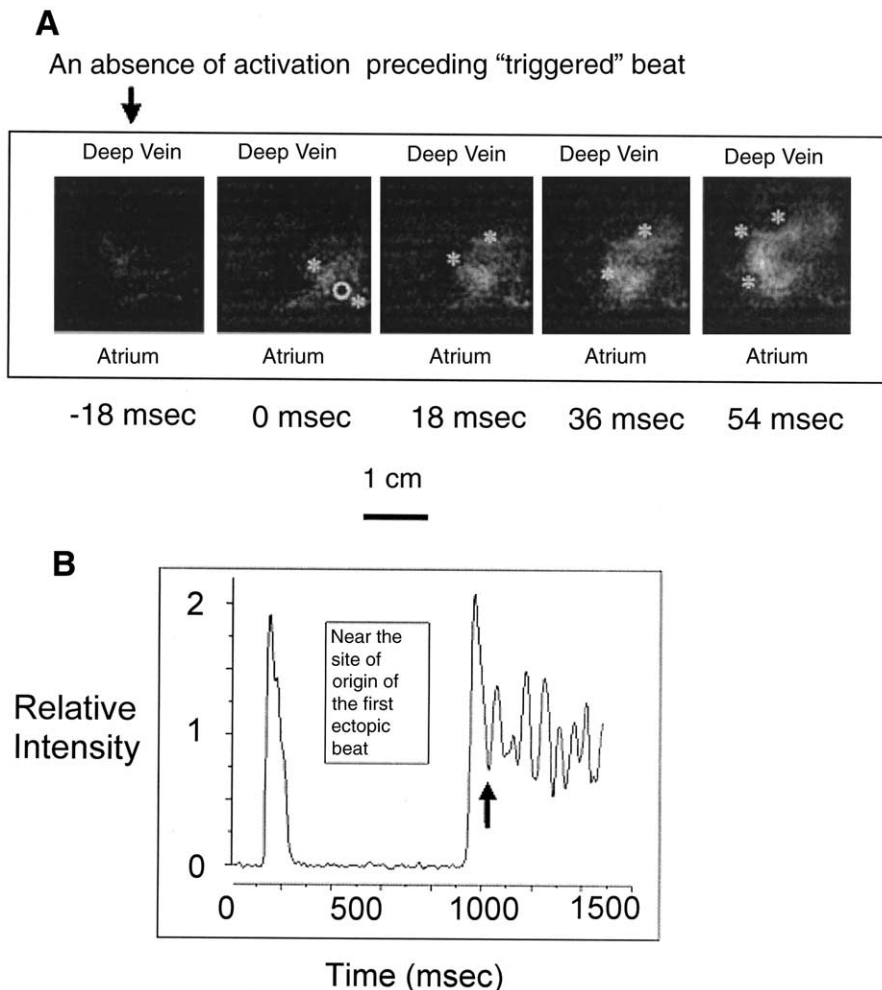 A
An absence of activation preceding “triggered” beat
Deep Vein Deep Vein Deep Vein Deep Vein Deep Vein
* * * * * * * * *
Atrium Atrium Atrium Atrium Atrium
-18 msec 0 msec 18 msec 36 msec 54 msec
1 cm
B
2
1
0
Relative
Intensity
Near the
site of
origin of
the first
ectopic
beat
0 500 1000 1500
Time (msec)